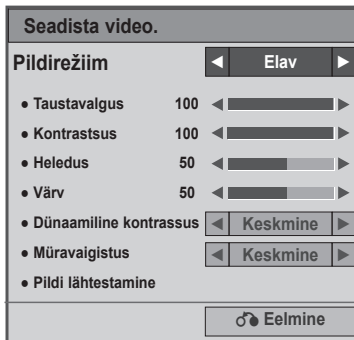 Seadista video.
Pildirežiim ◄ Elav ►
● Taustavalgus 100
● Kontrastsus 100
● Heledus 50
● Värv 50
● Dünaamiline kontrassus ◄ Keskmine ►
● Müravaigistus ◄ Keskmine ►
● Pildi lähtestamine
Eelmine